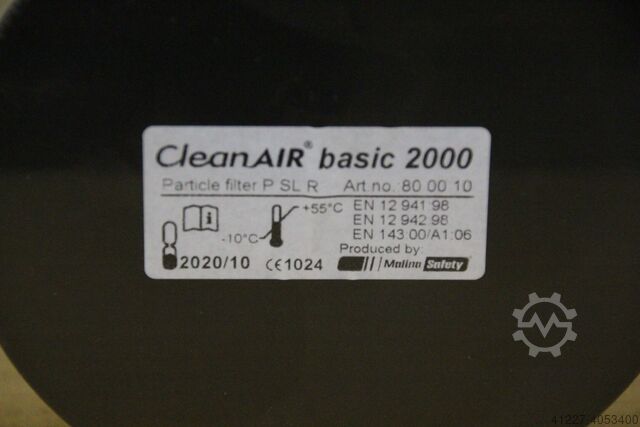 CleanAIR® basic 2000
Particle filter P SL R Art.no.:80 00 10
+55°C
-10°C
EN 12 941:98
EN 12 942:98
EN 143:00/A1:06
Produced by:
2020/10 CE1024 Malina Safety
41227-4053400